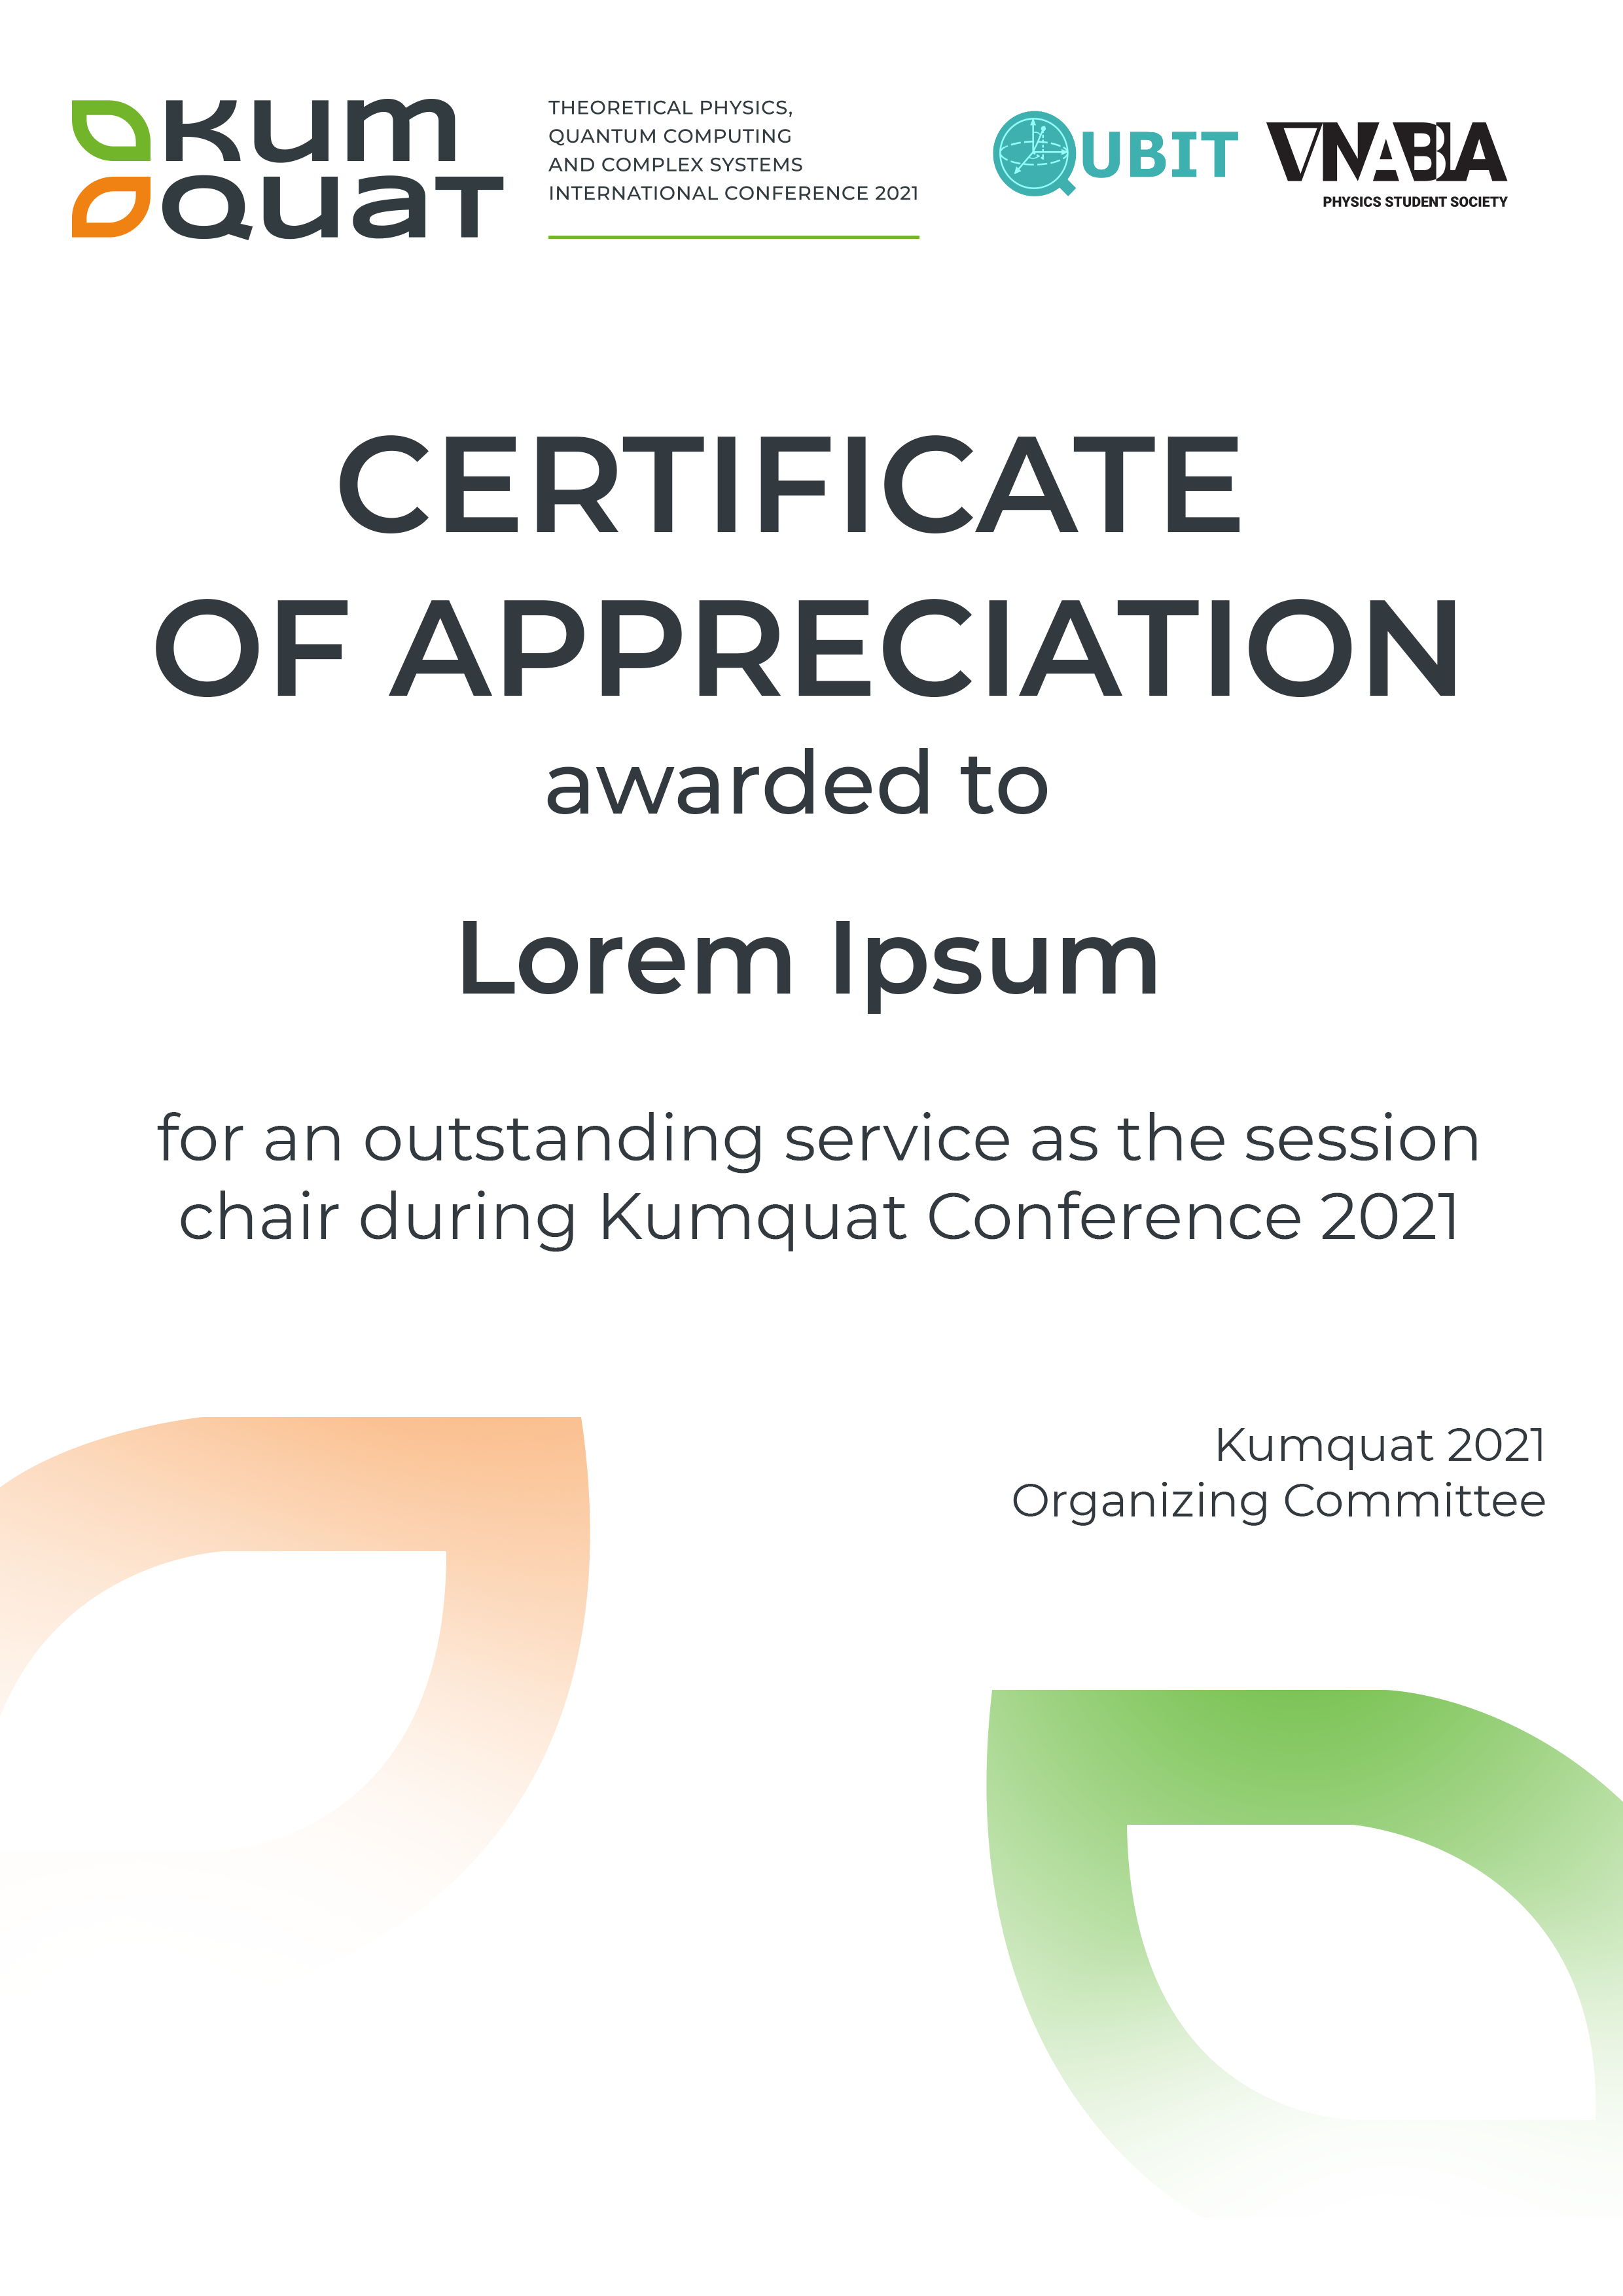 Kum
Quat
THEORETICAL PHYSICS,
QUANTUM COMPUTING
AND COMPLEX SYSTEMS
INTERNATIONAL CONFERENCE 2021
QUBIT
∇NABLA
PHYSICS STUDENT SOCIETY
CERTIFICATE
OF APPRECIATION
awarded to
Lorem Ipsum
for an outstanding service as the session
chair during Kumquat Conference 2021
Kumquat 2021
Organizing Committee